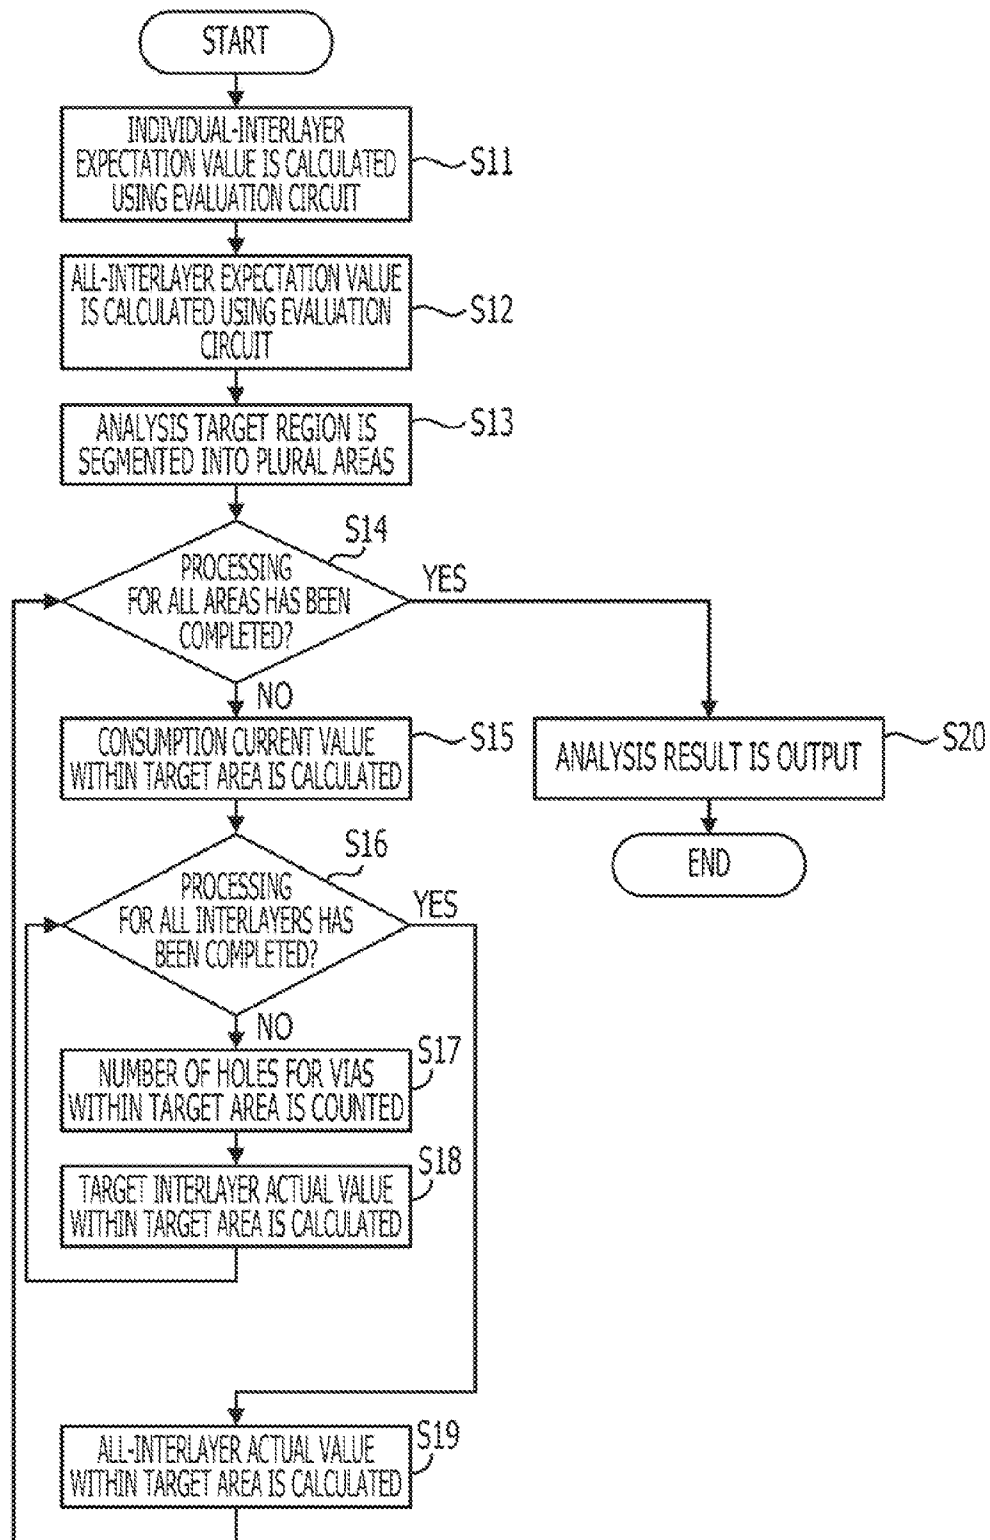 START
INDIVIDUAL-INTERLAYER
EXPECTATION VALUE IS CALCULATED
USING EVALUATION CIRCUIT
S11
ALL-INTERLAYER EXPECTATION VALUE
IS CALCULATED USING EVALUATION
CIRCUIT
S12
ANALYSIS TARGET REGION IS
SEGMENTED INTO PLURAL AREAS
S13
S14
PROCESSING
FOR ALL AREAS HAS BEEN
COMPLETED?
YES
NO
CONSUMPTION CURRENT VALUE
WITHIN TARGET AREA IS CALCULATED
S15
ANALYSIS RESULT IS OUTPUT
S20
END
S16
PROCESSING
FOR ALL INTERLAYERS HAS
BEEN COMPLETED?
YES
NO
S17
NUMBER OF HOLES FOR VIAS
WITHIN TARGET AREA IS COUNTED
S18
TARGET INTERLAYER ACTUAL VALUE
WITHIN TARGET AREA IS CALCULATED
S19
ALL-INTERLAYER ACTUAL VALUE
WITHIN TARGET AREA IS CALCULATED